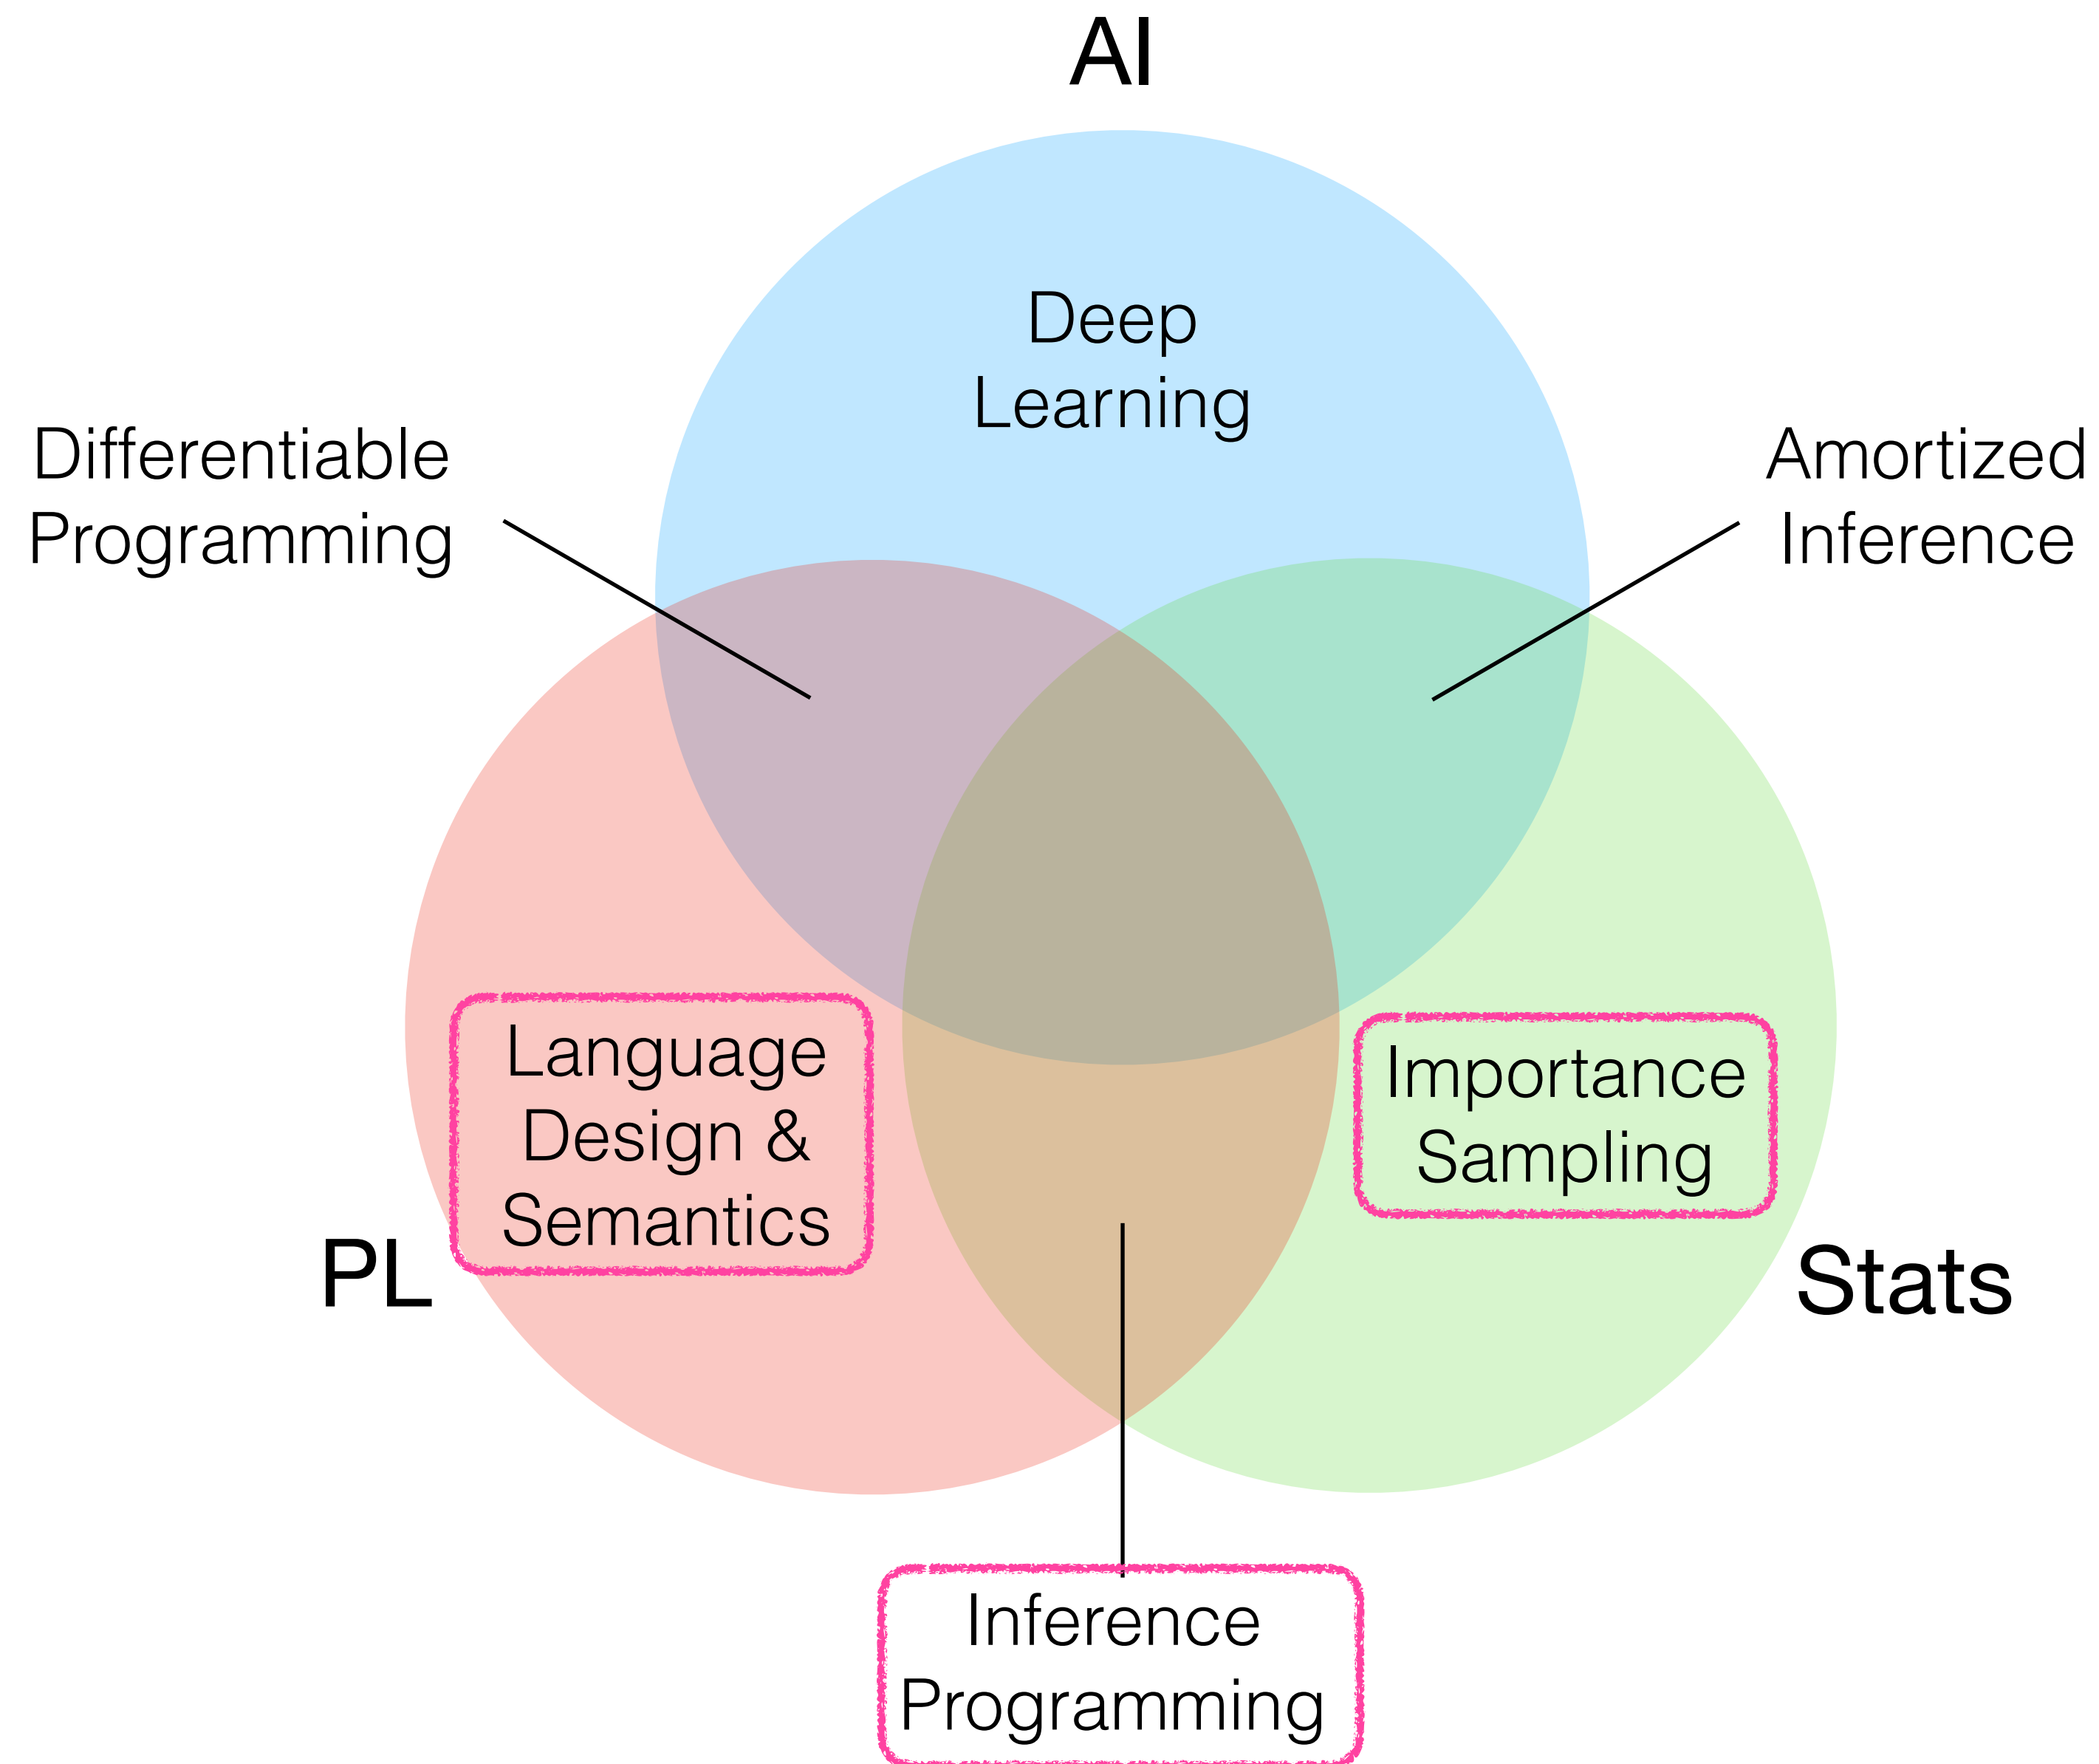 AI
Deep
Learning
Differentiable
Programming
Amortized
Inference
Language
Design &
Semantics
Importance
Sampling
PL
Stats
Inference
Programming